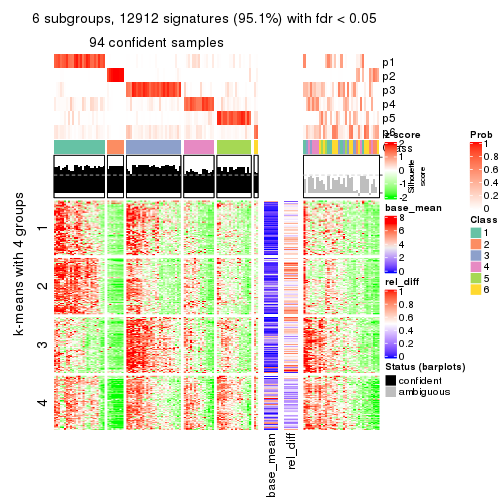 6 subgroups, 12912 signatures (95.1%) with fdr < 0.05
94 confident samples
p1
p2
p3
p4
p5
p6
Class
z-score
2
-2
Silhouette
score
base_mean
8
6
4
2
0
rel_diff
1
0.8
0.6
0.4
0.2
0
Status (barplots)
confident
ambiguous
Prob
1
0.8
0.6
0.4
0.2
0
Class
1
2
3
4
5
6
k-means with 4 groups
1
2
3
4
base_mean
rel_diff